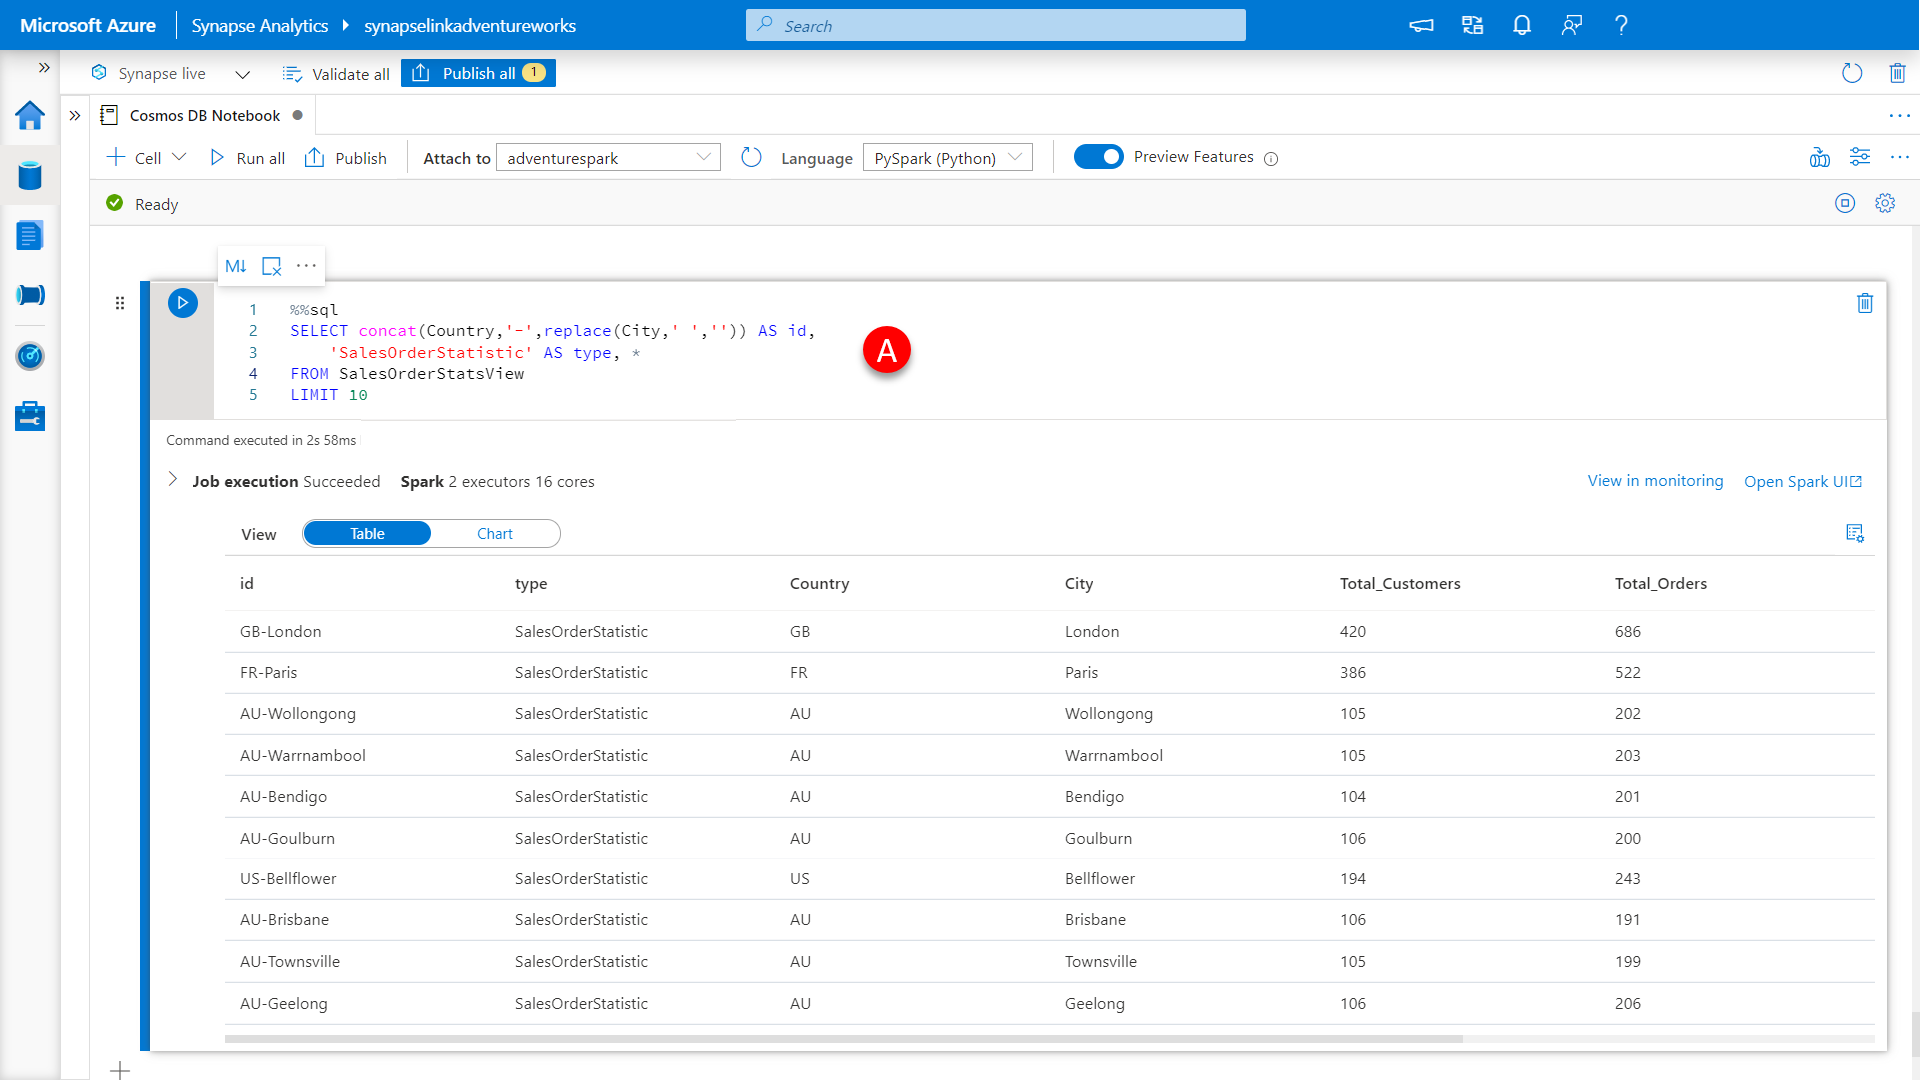 Microsoft Azure Synapse Analytics synapselinkadventureworks Search ?
Synapse live Validate all Publish all 1
Cosmos DB Notebook
Cell Run all Publish Attach to adventurespark Language PySpark (Python) Preview Features
Ready
M↓ ...
1 %%sql
2 SELECT concat(Country,'-',replace(City,' ','')) AS id,
3 'SalesOrderStatistic' AS type, *
4 FROM SalesOrderStatsView
5 LIMIT 10
A
Command executed in 2s 58ms
Job execution Succeeded Spark 2 executors 16 cores View in monitoring Open Spark UI
View Table Chart
id type Country City Total_Customers Total_Orders
GB-London SalesOrderStatistic GB London 420 686
FR-Paris SalesOrderStatistic FR Paris 386 522
AU-Wollongong SalesOrderStatistic AU Wollongong 105 202
AU-Warrnambool SalesOrderStatistic AU Warrnambool 105 203
AU-Bendigo SalesOrderStatistic AU Bendigo 104 201
AU-Goulburn SalesOrderStatistic AU Goulburn 106 200
US-Bellflower SalesOrderStatistic US Bellflower 194 243
AU-Brisbane SalesOrderStatistic AU Brisbane 106 191
AU-Townsville SalesOrderStatistic AU Townsville 105 199
AU-Geelong SalesOrderStatistic AU Geelong 106 206